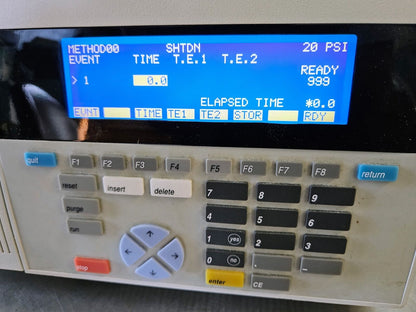 METHOD00 SHTDN 20 PSI
EVENT TIME T.E.1 T.E.2
READY
> 1 0.0 999
ELAPSED TIME *0.0
EVNT TIME TE1 TE2 STOR RDY
quit F1 F2 F3 F4 F5 F6 F7 F8 return
reset insert delete 7 8 9
purge 4 5 6
run 1 yes 2 3
stop 0 no . -
enter CE